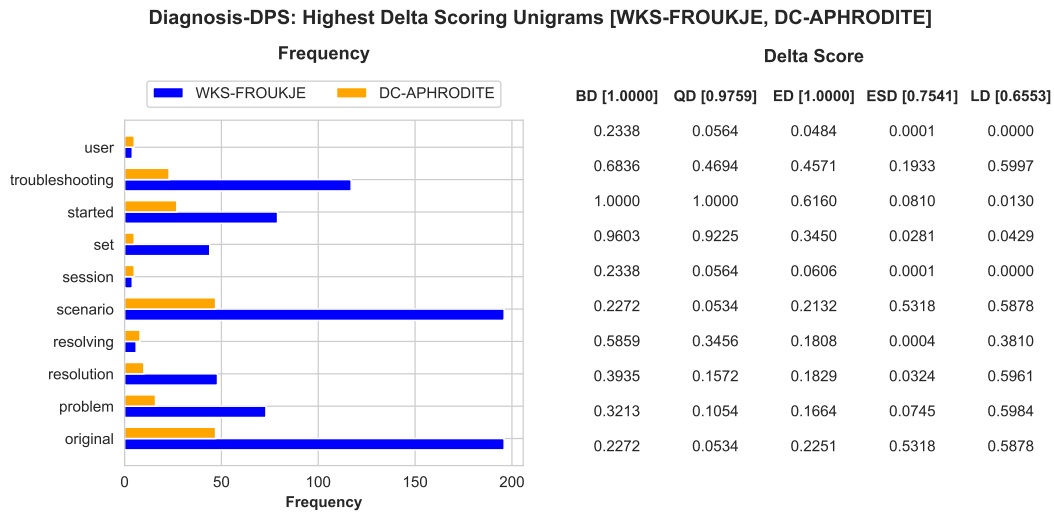 Diagnosis-DPS: Highest Delta Scoring Unigrams [WKS-FROUKJE, DC-APHRODITE]
Frequency
Delta Score
WKS-FROUKJE DC-APHRODITE
BD [1.0000] QD [0.9759] ED [1.0000] ESD [0.7541] LD [0.6553]
user 0.2338 0.0564 0.0484 0.0001 0.0000
troubleshooting 0.6836 0.4694 0.4571 0.1933 0.5997
started 1.0000 1.0000 0.6160 0.0810 0.0130
set 0.9603 0.9225 0.3450 0.0281 0.0429
session 0.2338 0.0564 0.0606 0.0001 0.0000
scenario 0.2272 0.0534 0.2132 0.5318 0.5878
resolving 0.5859 0.3456 0.1808 0.0004 0.3810
resolution 0.3935 0.1572 0.1829 0.0324 0.5961
problem 0.3213 0.1054 0.1664 0.0745 0.5984
original 0.2272 0.0534 0.2251 0.5318 0.5878
0 50 100 150 200
Frequency